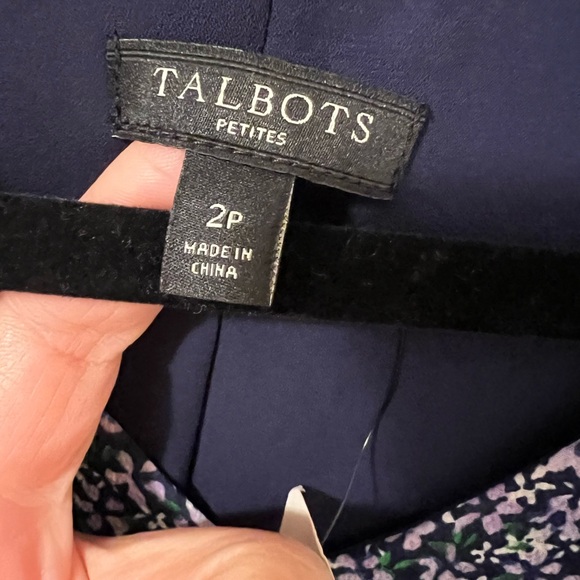 TALBOTS
PETITES
2P
MADE IN
CHINA